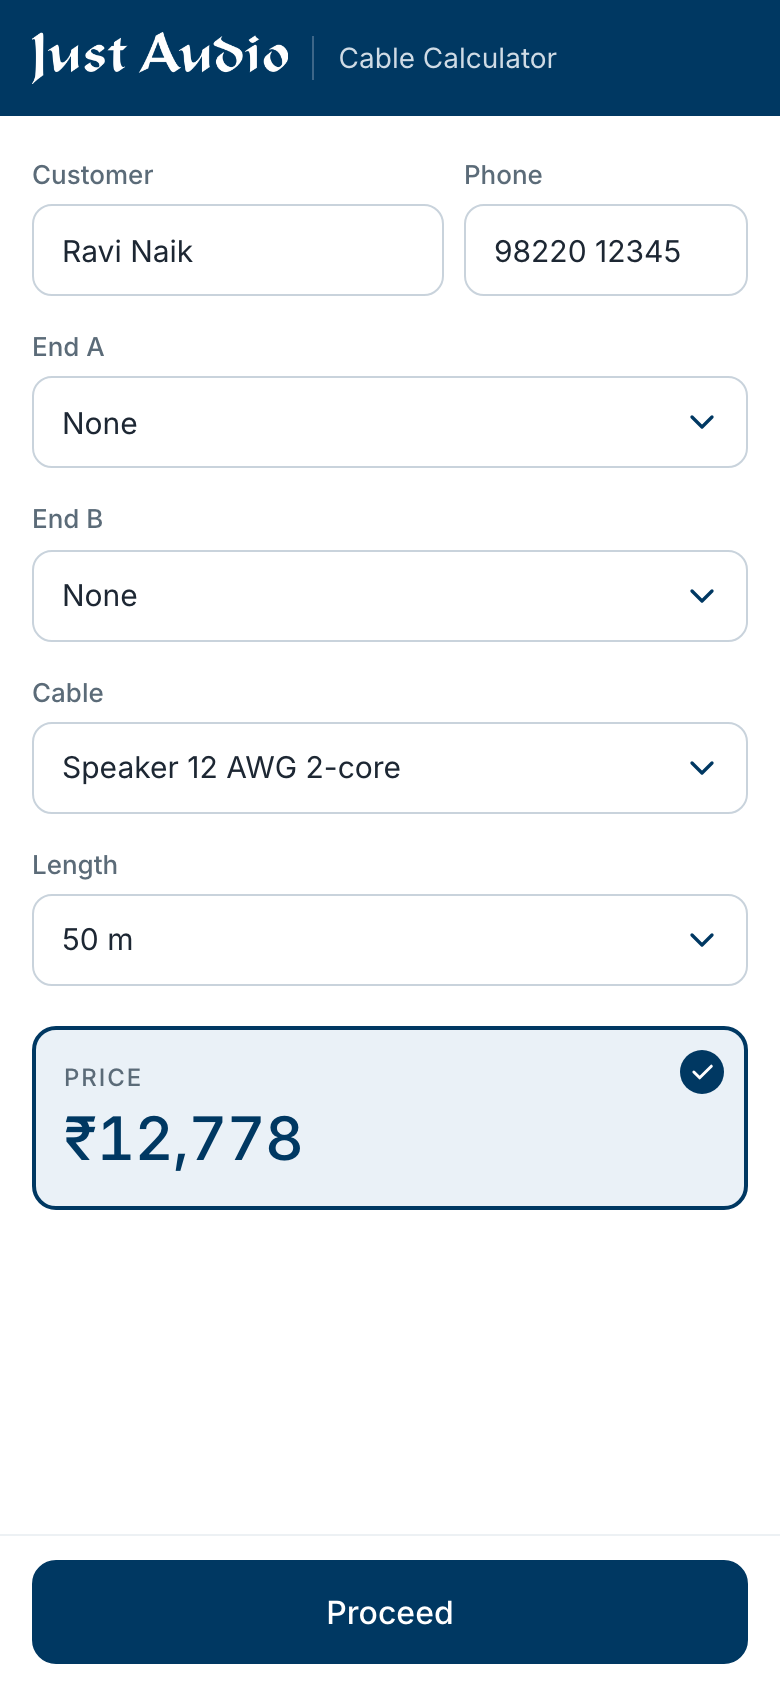 Just Audio
Cable Calculator
Customer
Phone
Ravi Naik
98220 12345
End A
None
End B
None
Cable
Speaker 12 AWG 2-core
Length
50 m
PRICE
₹12,778
Proceed